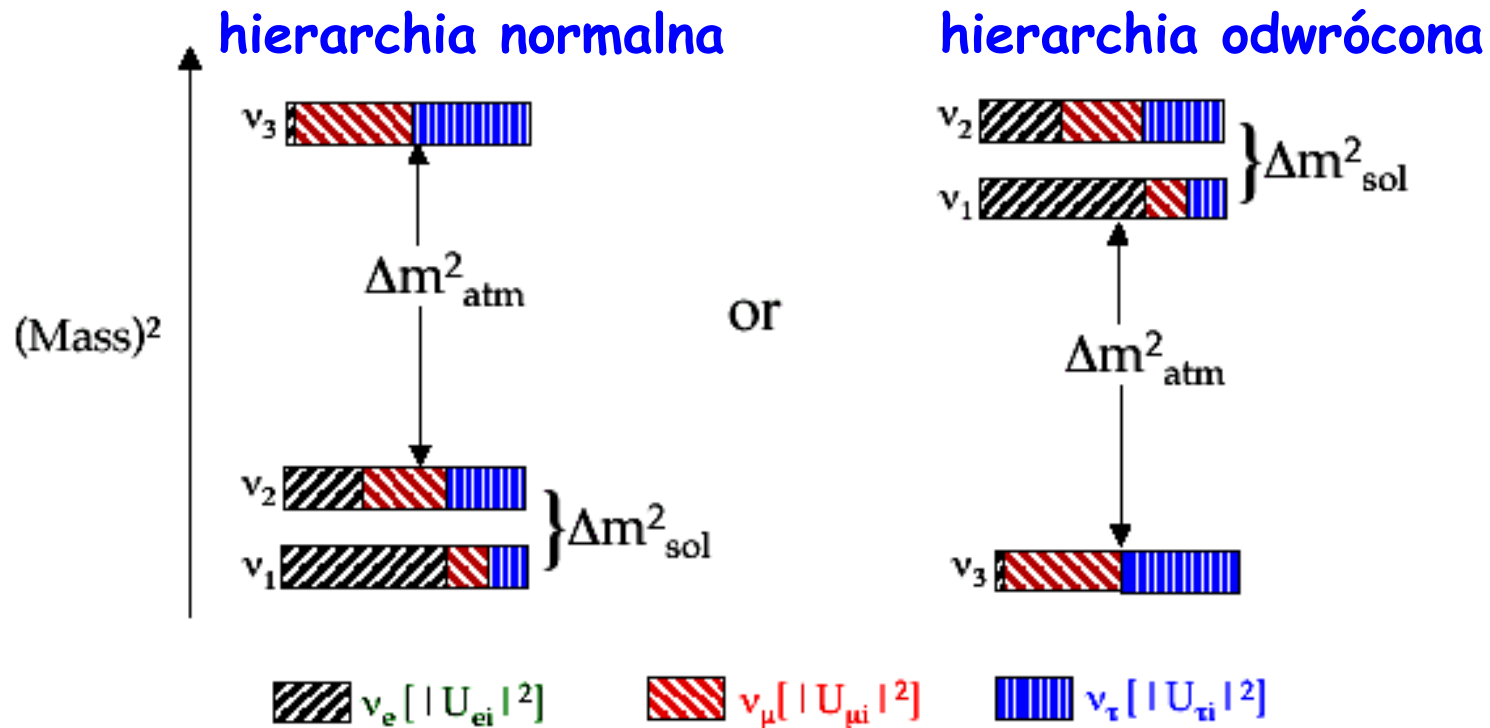 hierarchia normalna
ν₃
Δm²atm
(Mass)²
ν₂
ν₁
}Δm²sol
or
hierarchia odwrócona
ν₂
ν₁
}Δm²sol
Δm²atm
ν₃
νe [ |Uei|²]
νμ[ |Uμi|²]
ντ [ |Uτi|²]